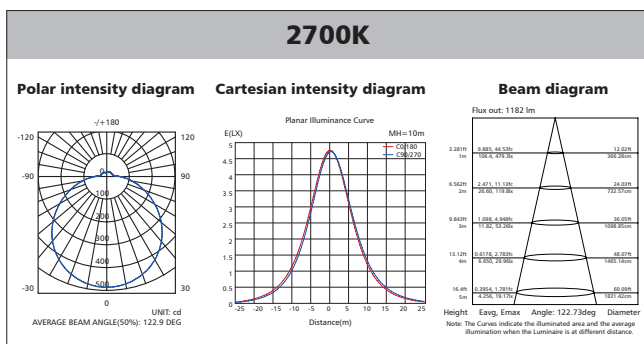 2700K
Polar intensity diagram
-/+180
-120
120
-90
90
0
100
200
300
400
500
-30
30
0
UNIT: cd
AVERAGE BEAM ANGLE(50%): 122.9 DEG
Cartesian intensity diagram
Planar Illuminance Curve
E(LX)
MH=10m
C0/180
C90/270
5
4.5
4
3.5
3
2.5
2
1.5
1
0.5
0
-25 -20 -15 -10 -5 0 5 10 15 20 25
Distance(m)
Beam diagram
Flux out: 1182 lm
3.281ft 9.885, 44.53fc 12.02ft
1m 106.4, 479.3lx 366.28cm
6.562ft 2.471, 11.13fc 24.03ft
2m 26.60, 119.8lx 732.57cm
9.843ft 1.098, 4.948fc 36.05ft
3m 11.82, 53.26lx 1098.85cm
13.12ft 0.6178, 2.783fc 48.07ft
4m 6.650, 29.96lx 1465.14cm
16.4ft 0.3954, 1.781fc 60.09ft
5m 4.256, 19.17lx 1831.42cm
Height Eavg, Emax Angle: 122.73deg Diameter
Note: The Curves indicate the illuminated area and the average
illumination when the Luminaire is at different distance.